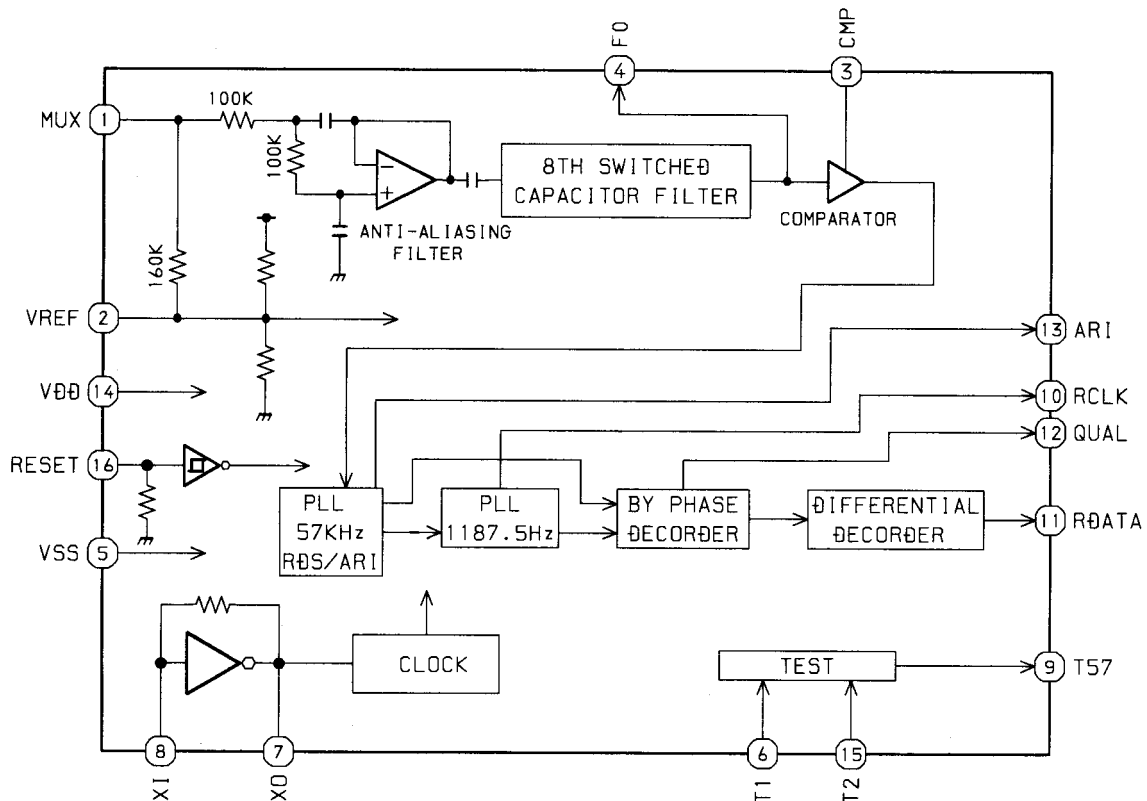 FO
CMP
4
3
MUX
1
100K
100K
8TH SWITCHED
CAPACITOR FILTER
-
+
COMPARATOR
ANTI-ALIASING
FILTER
160K
VREF
2
13
ARI
VDD
14
10
RCLK
12
QUAL
RESET
16
PLL
57KHz
RDS/ARI
PLL
1187.5Hz
BY PHASE
DECORDER
DIFFERENTIAL
DECORDER
11
RDATA
VSS
5
CLOCK
TEST
9
T57
8
7
6
15
XI
XO
T1
T2